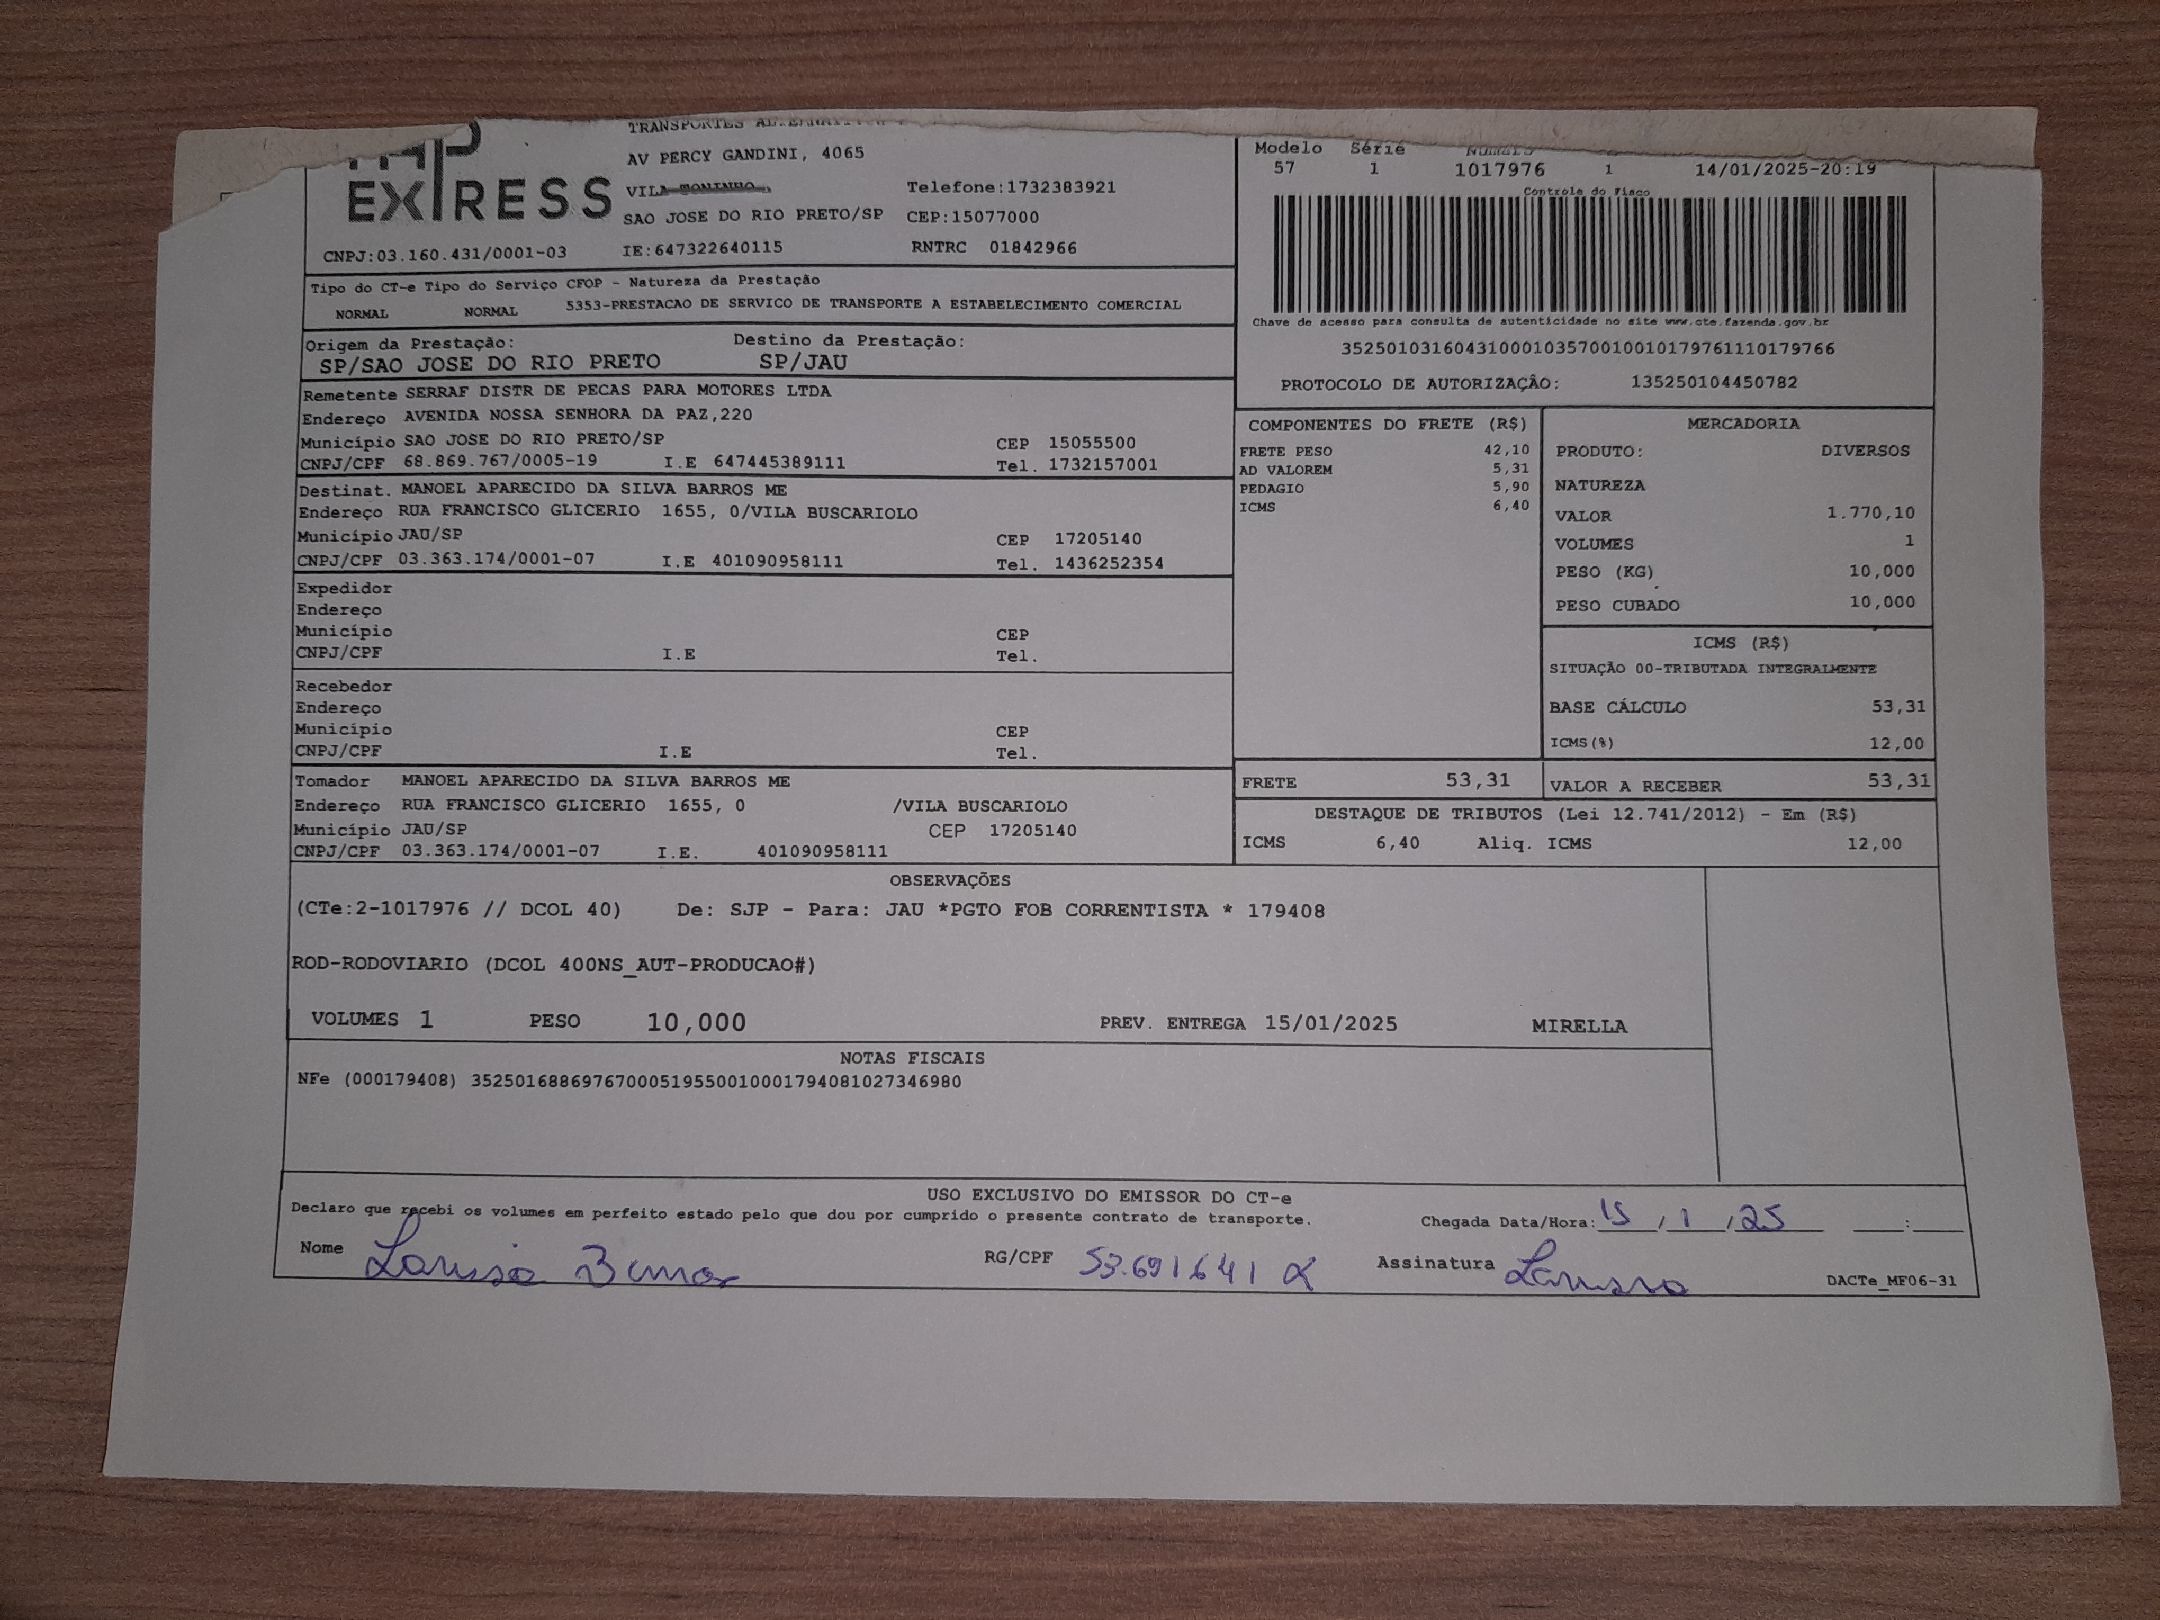 EXPRESS
AV PERCY GANDINI, 4065
VILA
Telefone:1732383921
SAO JOSE DO RIO PRETO/SP CEP:15077000
CNPJ:03.160.431/0001-03 IE:647322640115 RNTRC 01842966
Modelo Série
57 1 1017976 1 14/01/2025-20:19
Controle do Fisco
Chave de acesso para consulta de autenticidade no site www.cte.fazenda.gov.br
35250103160431000103570010010179761110179766
PROTOCOLO DE AUTORIZAÇÃO: 135250104450782
Tipo do CT-e Tipo do Serviço CFOP - Natureza da Prestação
NORMAL NORMAL 5353-PRESTACAO DE SERVICO DE TRANSPORTE A ESTABELECIMENTO COMERCIAL
Origem da Prestação: Destino da Prestação:
SP/SAO JOSE DO RIO PRETO SP/JAU
Remetente SERRAF DISTR DE PECAS PARA MOTORES LTDA
Endereço AVENIDA NOSSA SENHORA DA PAZ,220
Município SAO JOSE DO RIO PRETO/SP CEP 15055500
CNPJ/CPF 68.869.767/0005-19 I.E 647445389111 Tel. 1732157001
Destinat. MANOEL APARECIDO DA SILVA BARROS ME
Endereço RUA FRANCISCO GLICERIO 1655, 0/VILA BUSCARIOLO
Município JAU/SP CEP 17205140
CNPJ/CPF 03.363.174/0001-07 I.E 401090958111 Tel. 1436252354
Expedidor
Endereço
Município CEP
CNPJ/CPF I.E Tel.
Recebedor
Endereço
Município CEP
CNPJ/CPF I.E Tel.
Tomador MANOEL APARECIDO DA SILVA BARROS ME
Endereço RUA FRANCISCO GLICERIO 1655, 0 /VILA BUSCARIOLO
Município JAU/SP CEP 17205140
CNPJ/CPF 03.363.174/0001-07 I.E. 401090958111
COMPONENTES DO FRETE (R$)
FRETE PESO 42,10
AD VALOREM 5,31
PEDAGIO 5,90
ICMS 6,40
MERCADORIA
PRODUTO: DIVERSOS
NATUREZA
VALOR 1.770,10
VOLUMES 1
PESO (KG) 10,000
PESO CUBADO 10,000
ICMS (R$)
SITUAÇÃO 00-TRIBUTADA INTEGRALMENTE
BASE CÁLCULO 53,31
ICMS(%) 12,00
FRETE 53,31 VALOR A RECEBER 53,31
DESTAQUE DE TRIBUTOS (Lei 12.741/2012) - Em (R$)
ICMS 6,40 Aliq. ICMS 12,00
OBSERVAÇÕES
(CTe:2-1017976 // DCOL 40) De: SJP - Para: JAU *PGTO FOB CORRENTISTA * 179408
ROD-RODOVIARIO (DCOL 400NS_AUT-PRODUCAO#)
VOLUMES 1 PESO 10,000 PREV. ENTREGA 15/01/2025 MIRELLA
NOTAS FISCAIS
NFe (000179408) 35250168869767000519550010001794081027346980
USO EXCLUSIVO DO EMISSOR DO CT-e
Declaro que recebi os volumes em perfeito estado pelo que dou por cumprido o presente contrato de transporte. Chegada Data/Hora: 15 / 1 / 25 __:__
Nome Larissa RG/CPF 53.691641 Assinatura Larissa
DACTe_MF06-31